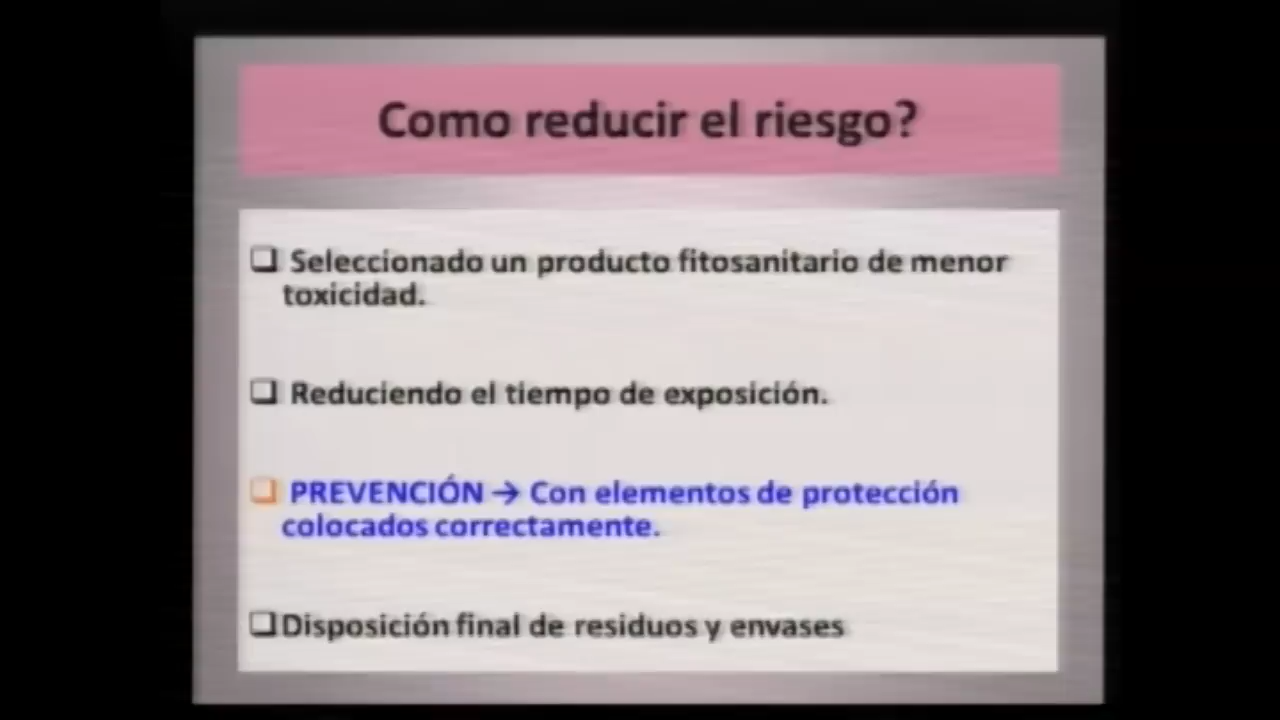 Como reducir el riesgo?
❑ Seleccionado un producto fitosanitario de menor
toxicidad.
❑ Reduciendo el tiempo de exposición.
❑ PREVENCIÓN → Con elementos de protección
colocados correctamente.
❑Disposición final de residuos y envases